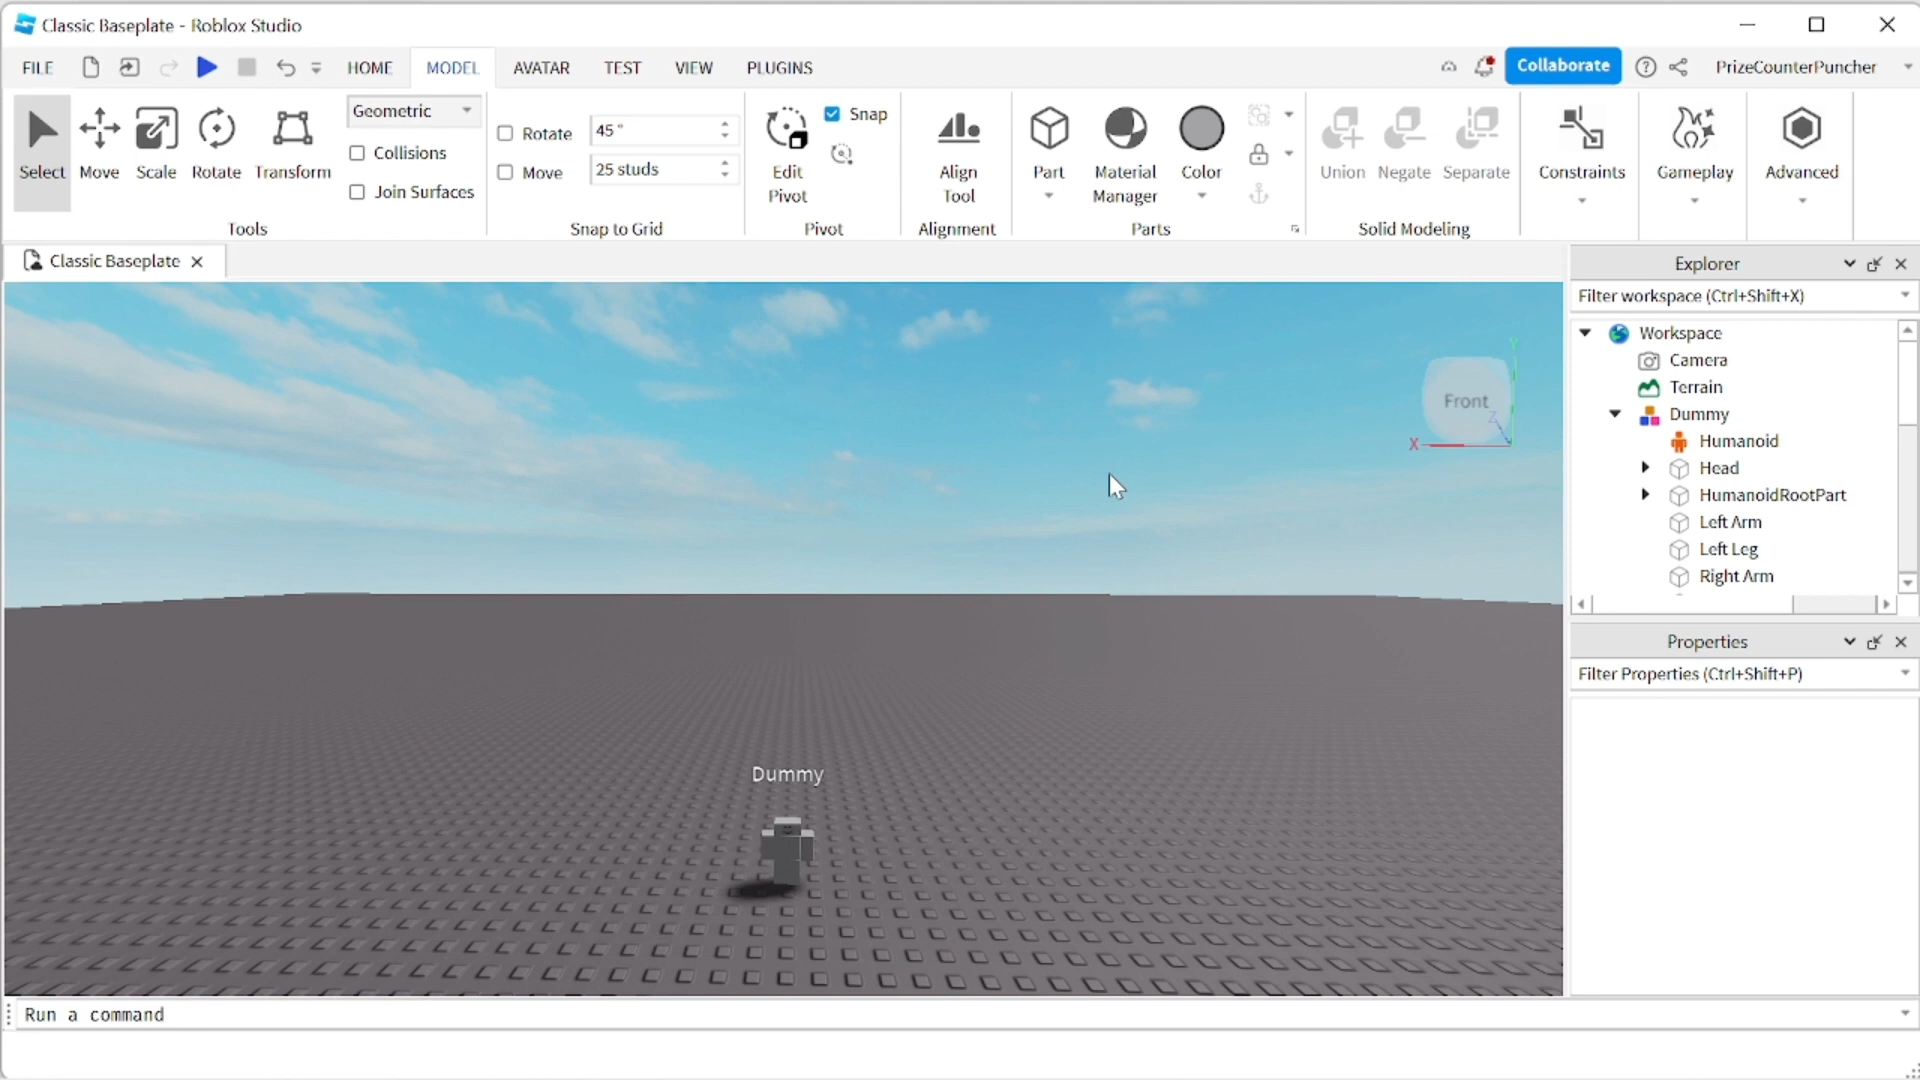 Classic Baseplate - Roblox Studio
FILE HOME MODEL AVATAR TEST VIEW PLUGINS Collaborate PrizeCounterPuncher
Select Move Scale Rotate Transform
Geometric
Collisions
Join Surfaces
Tools
Rotate 45 °
Move 25 studs
Snap to Grid
Edit
Pivot
Snap
Pivot
Align
Tool
Alignment
Part
Material
Manager
Color
Parts
Union Negate Separate
Solid Modeling
Constraints
Gameplay
Advanced
Classic Baseplate
Front
X
Y
Z
Dummy
Explorer
Filter workspace (Ctrl+Shift+X)
Workspace
Camera
Terrain
Dummy
Humanoid
Head
HumanoidRootPart
Left Arm
Left Leg
Right Arm
Properties
Filter Properties (Ctrl+Shift+P)
Run a command